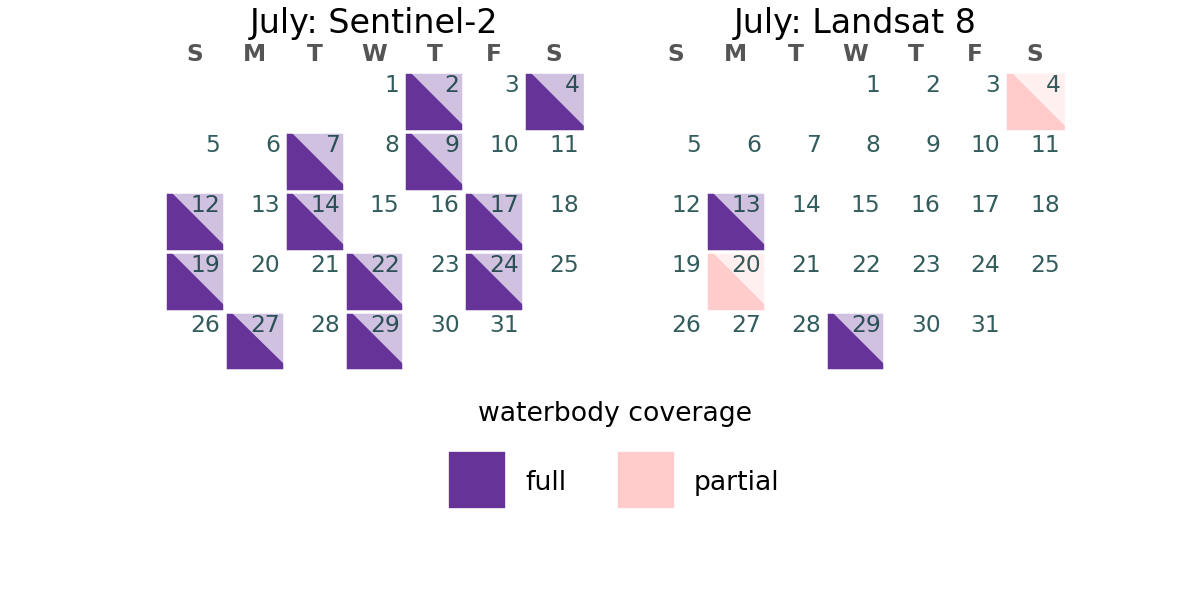 July: Sentinel-2
S M T W T F S
1 2 3 4
5 6 7 8 9 10 11
12 13 14 15 16 17 18
19 20 21 22 23 24 25
26 27 28 29 30 31
July: Landsat 8
S M T W T F S
1 2 3 4
5 6 7 8 9 10 11
12 13 14 15 16 17 18
19 20 21 22 23 24 25
26 27 28 29 30 31
waterbody coverage
full partial